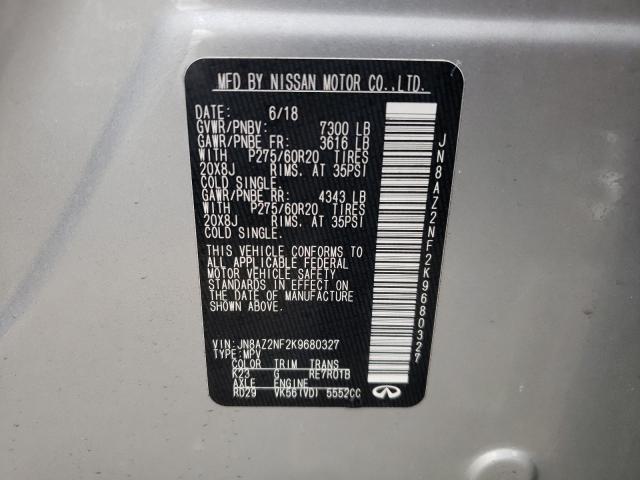 MFD BY NISSAN MOTOR CO.,LTD.
DATE: 6/18
GVWR/PNBV: 7300 LB
GAWR/PNBE FR: 3616 LB
WITH P275/60R20 TIRES
20X8J RIMS. AT 35PSI
COLD SINGLE.
GAWR/PNBE RR: 4343 LB
WITH P275/60R20 TIRES
20X8J RIMS. AT 35PSI
COLD SINGLE.
THIS VEHICLE CONFORMS TO
ALL APPLICABLE FEDERAL
MOTOR VEHICLE SAFETY
STANDARDS IN EFFECT ON
THE DATE OF MANUFACTURE
SHOWN ABOVE.
VIN:JN8AZ2NF2K9680327
TYPE:MPV
COLOR TRIM TRANS.
K23 G RE7R01B
AXLE ENGINE
RD29 VK56(VD) 5552CC
JN8AZ2NF2K9680327